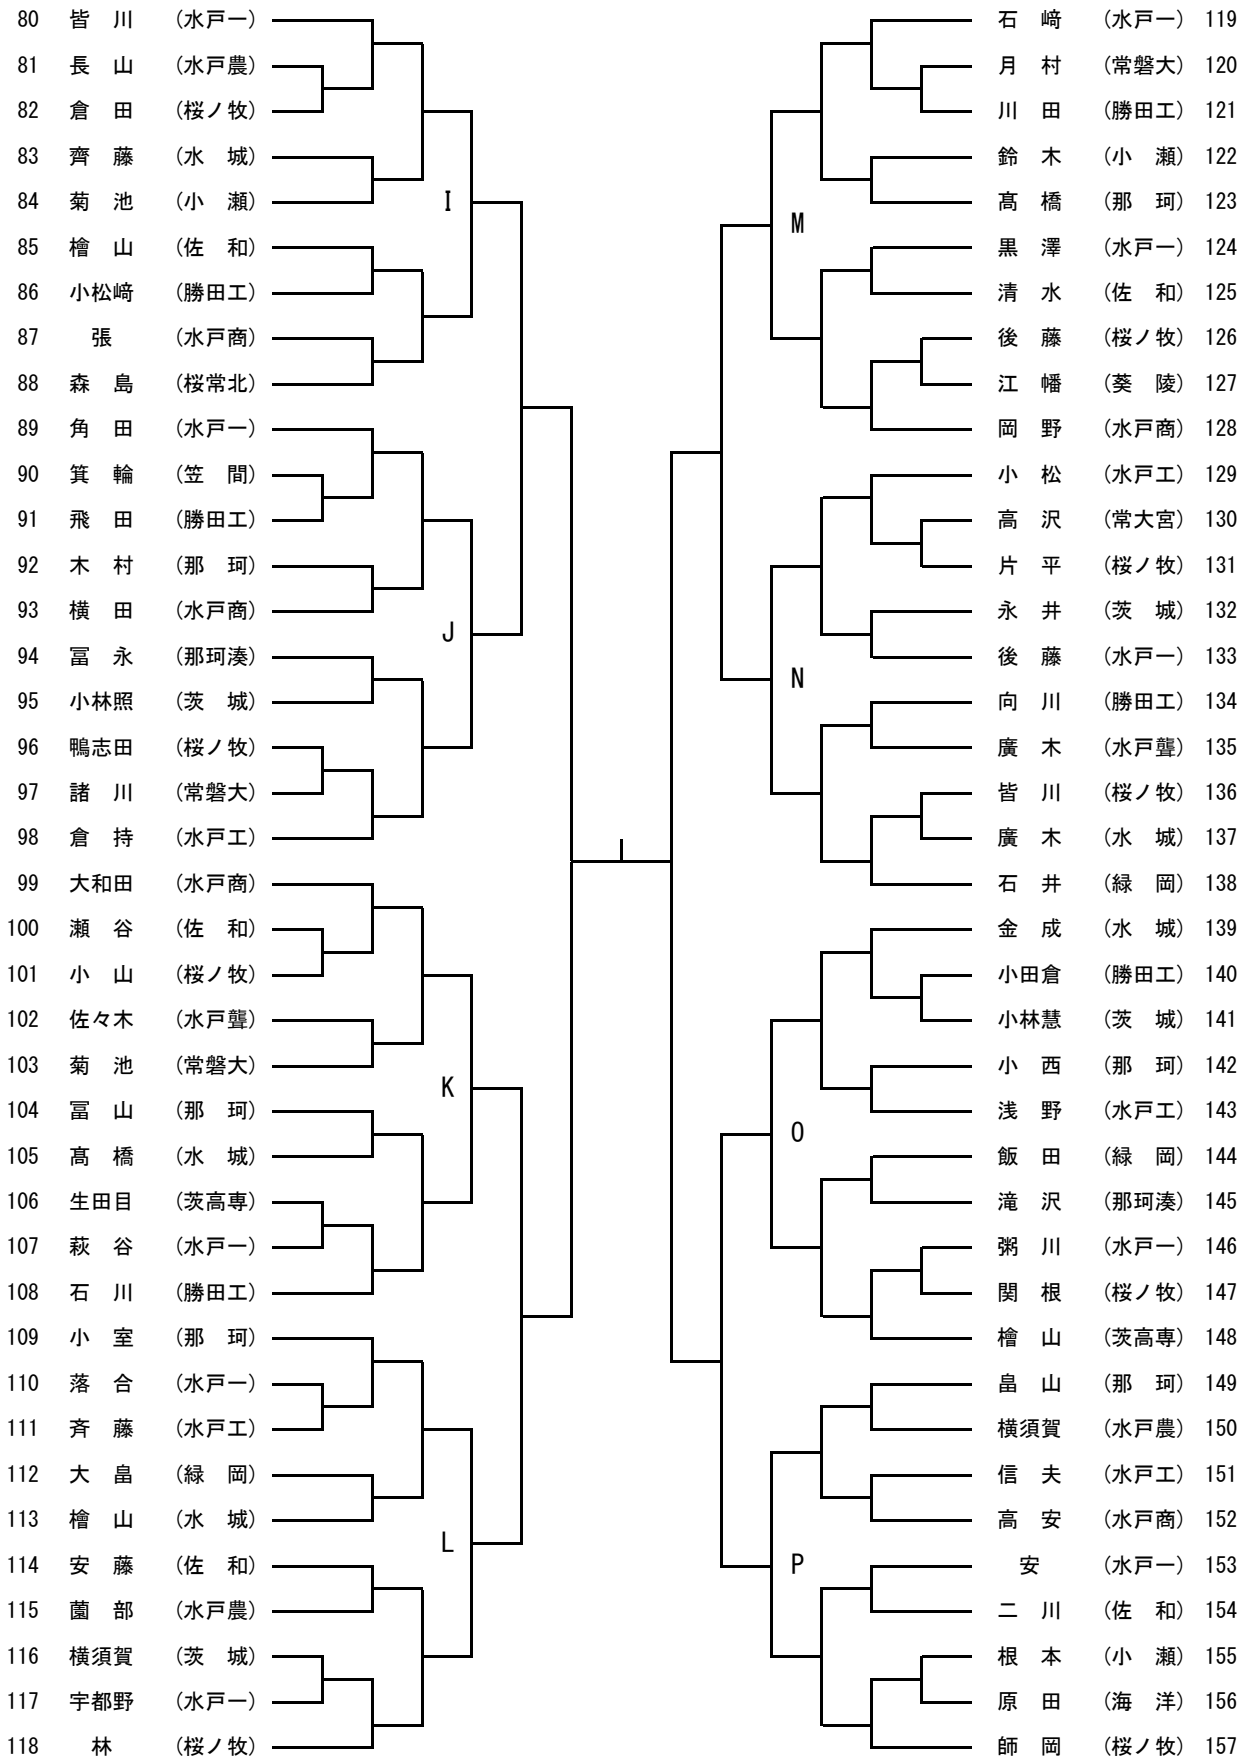 80 皆 川 (水戸一)
81 長 山 (水戸農)
82 倉 田 (桜ノ牧)
83 齊 藤 (水 城)
84 菊 池 (小 瀬)
I
85 檜 山 (佐 和)
86 小松﨑 (勝田工)
87 張 (水戸商)
88 森 島 (桜常北)
89 角 田 (水戸一)
90 箕 輪 (笠 間)
91 飛 田 (勝田工)
92 木 村 (那 珂)
93 横 田 (水戸商)
J
94 冨 永 (那珂湊)
95 小林照 (茨 城)
96 鴨志田 (桜ノ牧)
97 諸 川 (常磐大)
98 倉 持 (水戸工)
99 大和田 (水戸商)
100 瀬 谷 (佐 和)
101 小 山 (桜ノ牧)
102 佐々木 (水戸聾)
103 菊 池 (常磐大)
K
104 冨 山 (那 珂)
105 髙 橋 (水 城)
106 生田目 (茨高専)
107 萩 谷 (水戸一)
108 石 川 (勝田工)
109 小 室 (那 珂)
110 落 合 (水戸一)
111 斉 藤 (水戸工)
112 大 畠 (緑 岡)
113 檜 山 (水 城)
L
114 安 藤 (佐 和)
115 薗 部 (水戸農)
116 横須賀 (茨 城)
117 宇都野 (水戸一)
118 林 (桜ノ牧)
石 﨑 (水戸一) 119
月 村 (常磐大) 120
川 田 (勝田工) 121
鈴 木 (小 瀬) 122
髙 橋 (那 珂) 123
M
黒 澤 (水戸一) 124
清 水 (佐 和) 125
後 藤 (桜ノ牧) 126
江 幡 (葵 陵) 127
岡 野 (水戸商) 128
小 松 (水戸工) 129
高 沢 (常大宮) 130
片 平 (桜ノ牧) 131
永 井 (茨 城) 132
後 藤 (水戸一) 133
N
向 川 (勝田工) 134
廣 木 (水戸聾) 135
皆 川 (桜ノ牧) 136
廣 木 (水 城) 137
石 井 (緑 岡) 138
金 成 (水 城) 139
小田倉 (勝田工) 140
小林慧 (茨 城) 141
小 西 (那 珂) 142
浅 野 (水戸工) 143
O
飯 田 (緑 岡) 144
滝 沢 (那珂湊) 145
粥 川 (水戸一) 146
関 根 (桜ノ牧) 147
檜 山 (茨高専) 148
畠 山 (那 珂) 149
横須賀 (水戸農) 150
信 夫 (水戸工) 151
高 安 (水戸商) 152
P
安 (水戸一) 153
二 川 (佐 和) 154
根 本 (小 瀬) 155
原 田 (海 洋) 156
師 岡 (桜ノ牧) 157